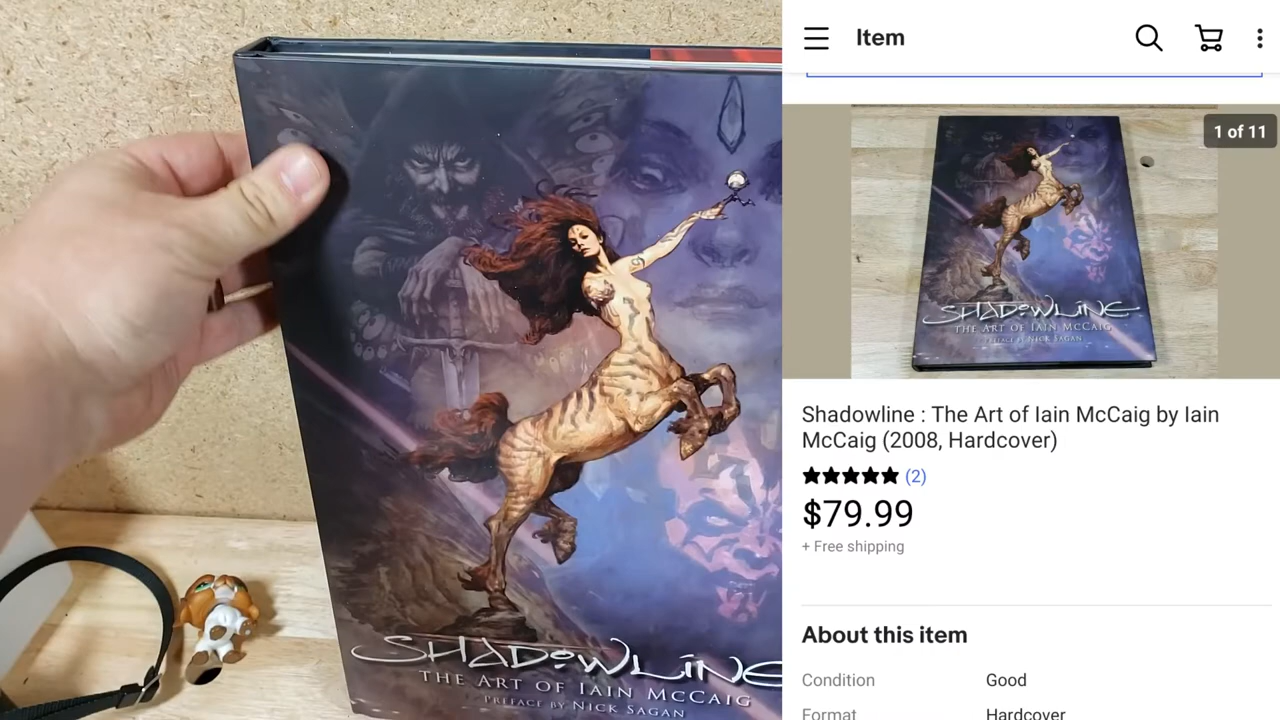 SHADOWLINE
THE ART OF IAIN MCCAIG
PREFACE BY NICK SAGAN
Item
1 of 11
SHADOWLINE
THE ART OF IAIN MCCAIG
PREFACE BY NICK SAGAN
Shadowline : The Art of Iain McCaig by Iain
McCaig (2008, Hardcover)
(2)
$79.99
+ Free shipping
About this item
Condition Good
Format Hardcover